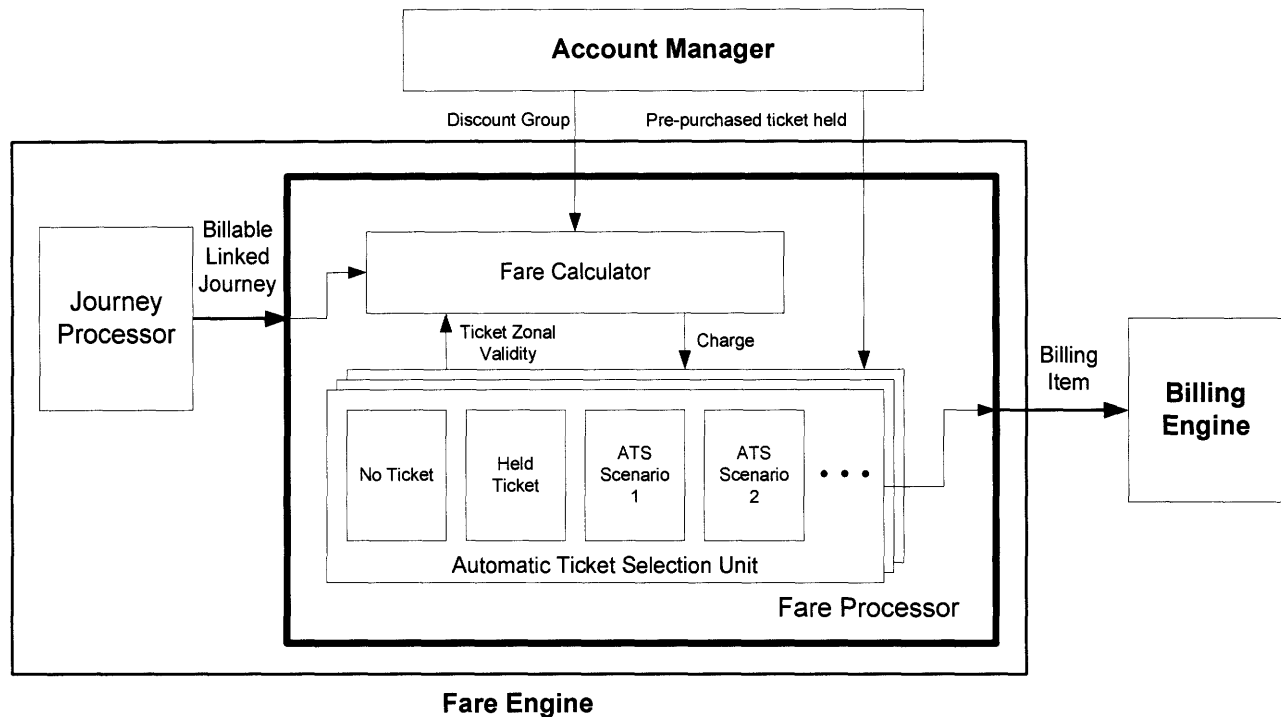 Account Manager
Discount Group
Pre-purchased ticket held
Billable
Linked
Journey
Journey
Processor
Fare Calculator
Ticket Zonal
Validity
Charge
Billing
Item
Billing
Engine
No Ticket
Held
Ticket
ATS
Scenario
1
ATS
Scenario
2
• • •
Automatic Ticket Selection Unit
Fare Processor
Fare Engine